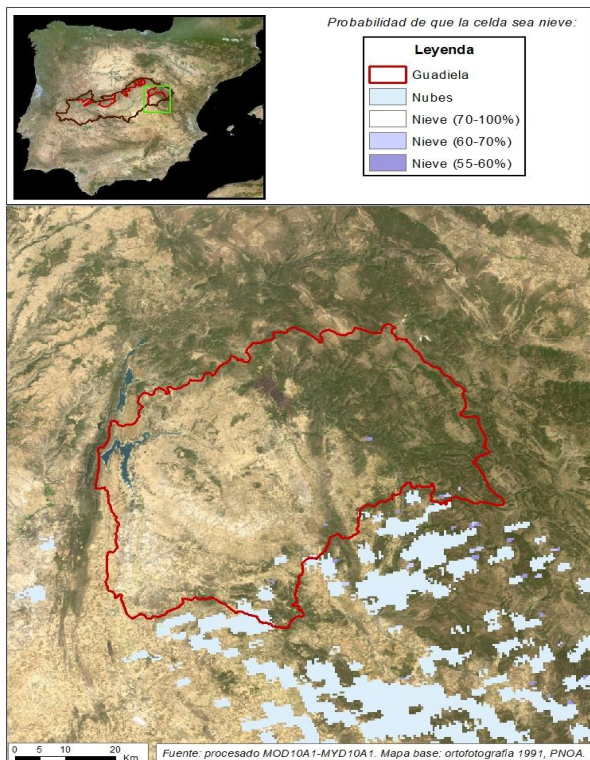 Probabilidad de que la celda sea nieve:
Leyenda
Guadiela
Nubes
Nieve (70-100%)
Nieve (60-70%)
Nieve (55-60%)
0 5 10 20
Km
Fuente: procesado MOD10A1-MYD10A1. Mapa base: ortofotografía 1991, PNOA.